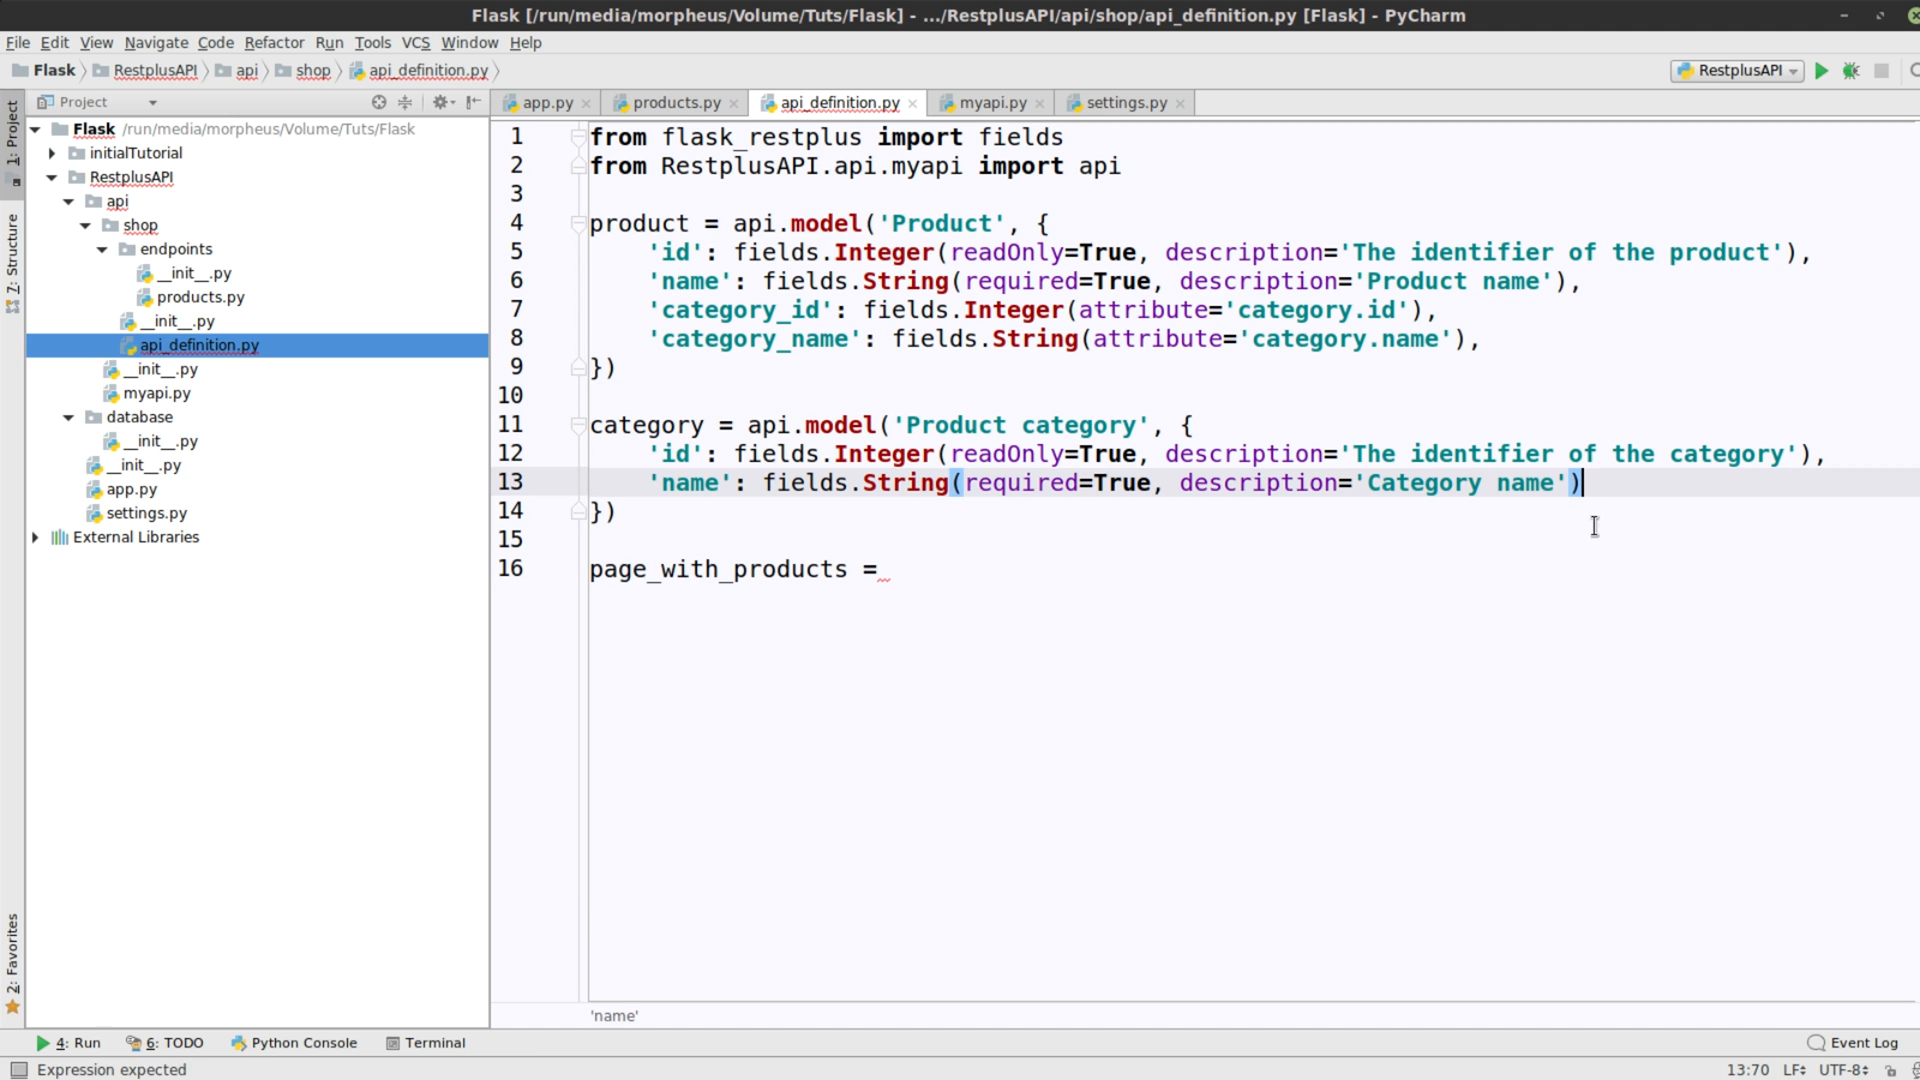 Flask [/run/media/morpheus/Volume/Tuts/Flask] - .../RestplusAPI/api/shop/api_definition.py [Flask] - PyCharm
File Edit View Navigate Code Refactor Run Tools VCS Window Help
Flask RestplusAPI api shop api_definition.py
RestplusAPI
1: Project
7: Structure
2: Favorites
Project
Flask /run/media/morpheus/Volume/Tuts/Flask
initialTutorial
RestplusAPI
api
shop
endpoints
__init__.py
products.py
__init__.py
api_definition.py
__init__.py
myapi.py
database
__init__.py
__init__.py
app.py
settings.py
External Libraries
app.py products.py api_definition.py myapi.py settings.py
1 from flask_restplus import fields
2 from RestplusAPI.api.myapi import api
3
4 product = api.model('Product', {
5     'id': fields.Integer(readOnly=True, description='The identifier of the product'),
6     'name': fields.String(required=True, description='Product name'),
7     'category_id': fields.Integer(attribute='category.id'),
8     'category_name': fields.String(attribute='category.name'),
9 })
10
11 category = api.model('Product category', {
12     'id': fields.Integer(readOnly=True, description='The identifier of the category'),
13     'name': fields.String(required=True, description='Category name')
14 })
15
16 page_with_products =
'name'
4: Run 6: TODO Python Console Terminal Event Log
Expression expected 13:70 LF UTF-8